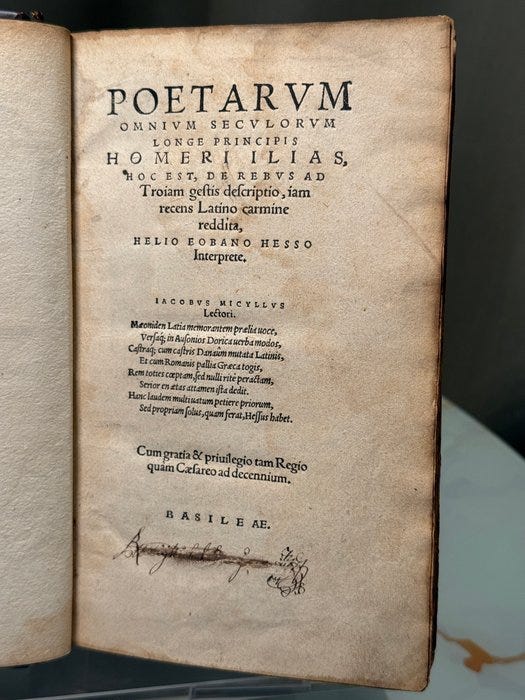 POETARVM
OMNIVM SECVLORVM
LONGE PRINCIPIS
HOMERI ILIAS,
HOC EST, DE REBVS AD
Troiam gestis descriptio, iam
recens Latino carmine
reddita,
HELIO EOBANO HESSO
Interprete.
IACOBVS MICYLLVS
Lectori.
Mæoniden Latia memorantem prælia uoce,
Versaq́; in Ausonios Dorica uerba modos,
Castraq́; cum castris Danaûm mutata Latinis,
Et cum Romanis pallia Græca togis,
Rem toties cœptam, sed nulli ritè peractam,
Serior en ætas attamen ista dedit.
Hanc laudem multi uatum petiere priorum,
Sed propriam solus, quam ferat, Hessus habet.
Cum gratia & priuilegio tam Regio
quam Cæsareo ad decennium.
BASILEAE.